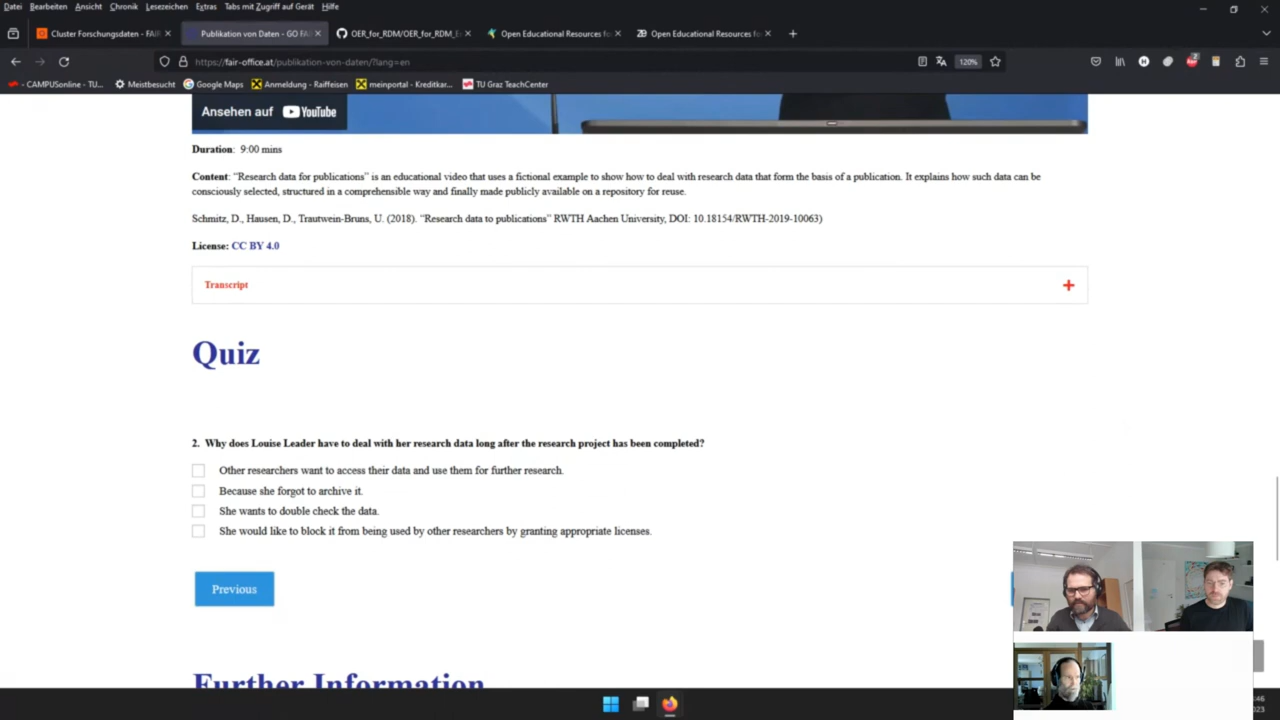 Datei Bearbeiten Ansicht Chronik Lesezeichen Extras Tabs mit Zugriff auf Gerät Hilfe
Cluster Forschungsdaten - FAIR
Publikation von Daten - GO FAI
OER_for_RDM/OER_for_RDM_E
Open Educational Resources fo
Open Educational Resources for
https://fair-office.at/publikation-von-daten/?lang=en
120%
- CAMPUSonline - TU... Meistbesucht Google Maps Anmeldung - Raiffeisen meinportal - Kreditkar... TU Graz TeachCenter
Ansehen auf YouTube
Duration: 9:00 mins
Content: “Research data for publications” is an educational video that uses a fictional example to show how to deal with research data that form the basis of a publication. It explains how such data can be
consciously selected, structured in a comprehensible way and finally made publicly available on a repository for reuse.
Schmitz, D., Hausen, D., Trautwein-Bruns, U. (2018). “Research data to publications” RWTH Aachen University, DOI: 10.18154/RWTH-2019-10063)
License: CC BY 4.0
Transcript +
Quiz
2. Why does Louise Leader have to deal with her research data long after the research project has been completed?
Other researchers want to access their data and use them for further research.
Because she forgot to archive it.
She wants to double check the data.
She would like to block it from being used by other researchers by granting appropriate licenses.
Previous
Further Information